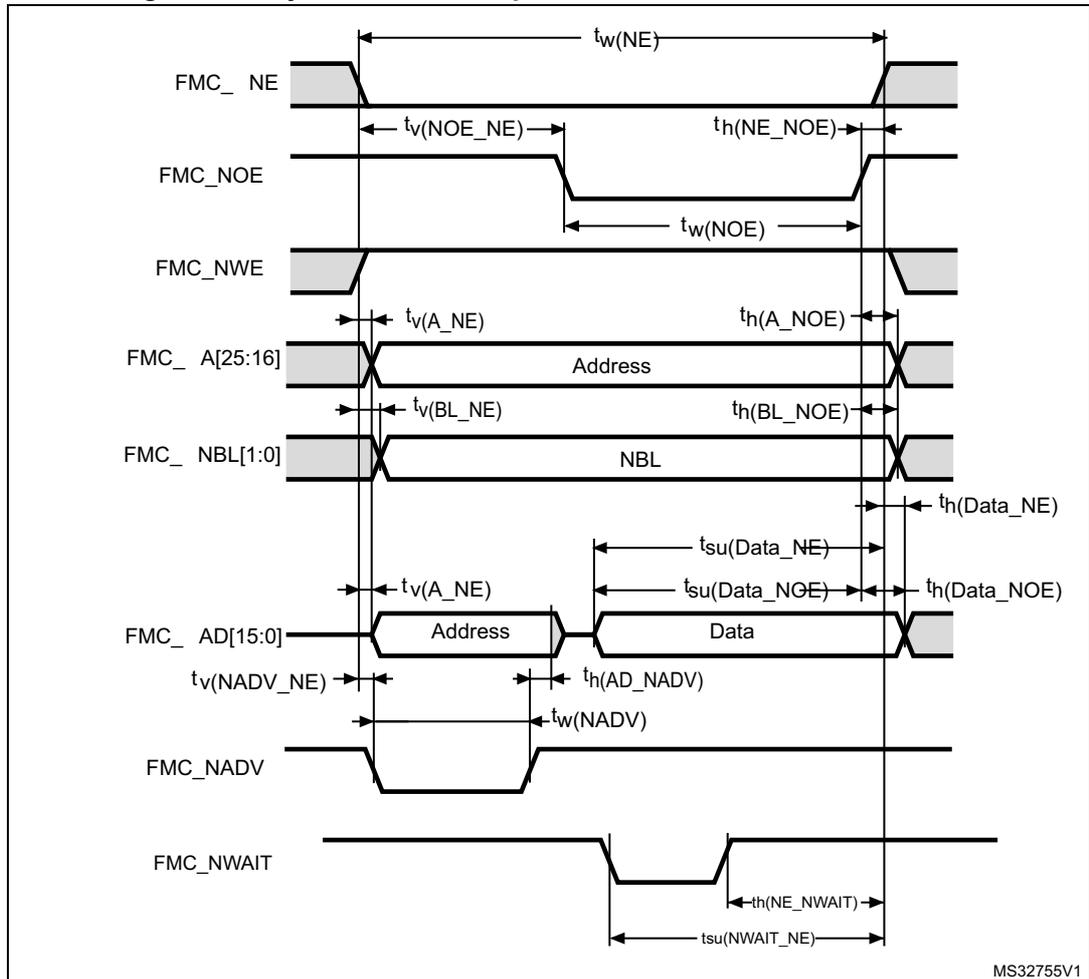 tw(NE)
FMC_ NE
tv(NOE_NE)
th(NE_NOE)
FMC_NOE
tw(NOE)
FMC_NWE
tv(A_NE)
th(A_NOE)
FMC_ A[25:16]
Address
tv(BL_NE)
th(BL_NOE)
FMC_ NBL[1:0]
NBL
th(Data_NE)
tsu(Data_NE)
tv(A_NE)
tsu(Data_NOE)
th(Data_NOE)
FMC_ AD[15:0]
Address
Data
tv(NADV_NE)
th(AD_NADV)
tw(NADV)
FMC_NADV
FMC_NWAIT
th(NE_NWAIT)
tsu(NWAIT_NE)
MS32755V1